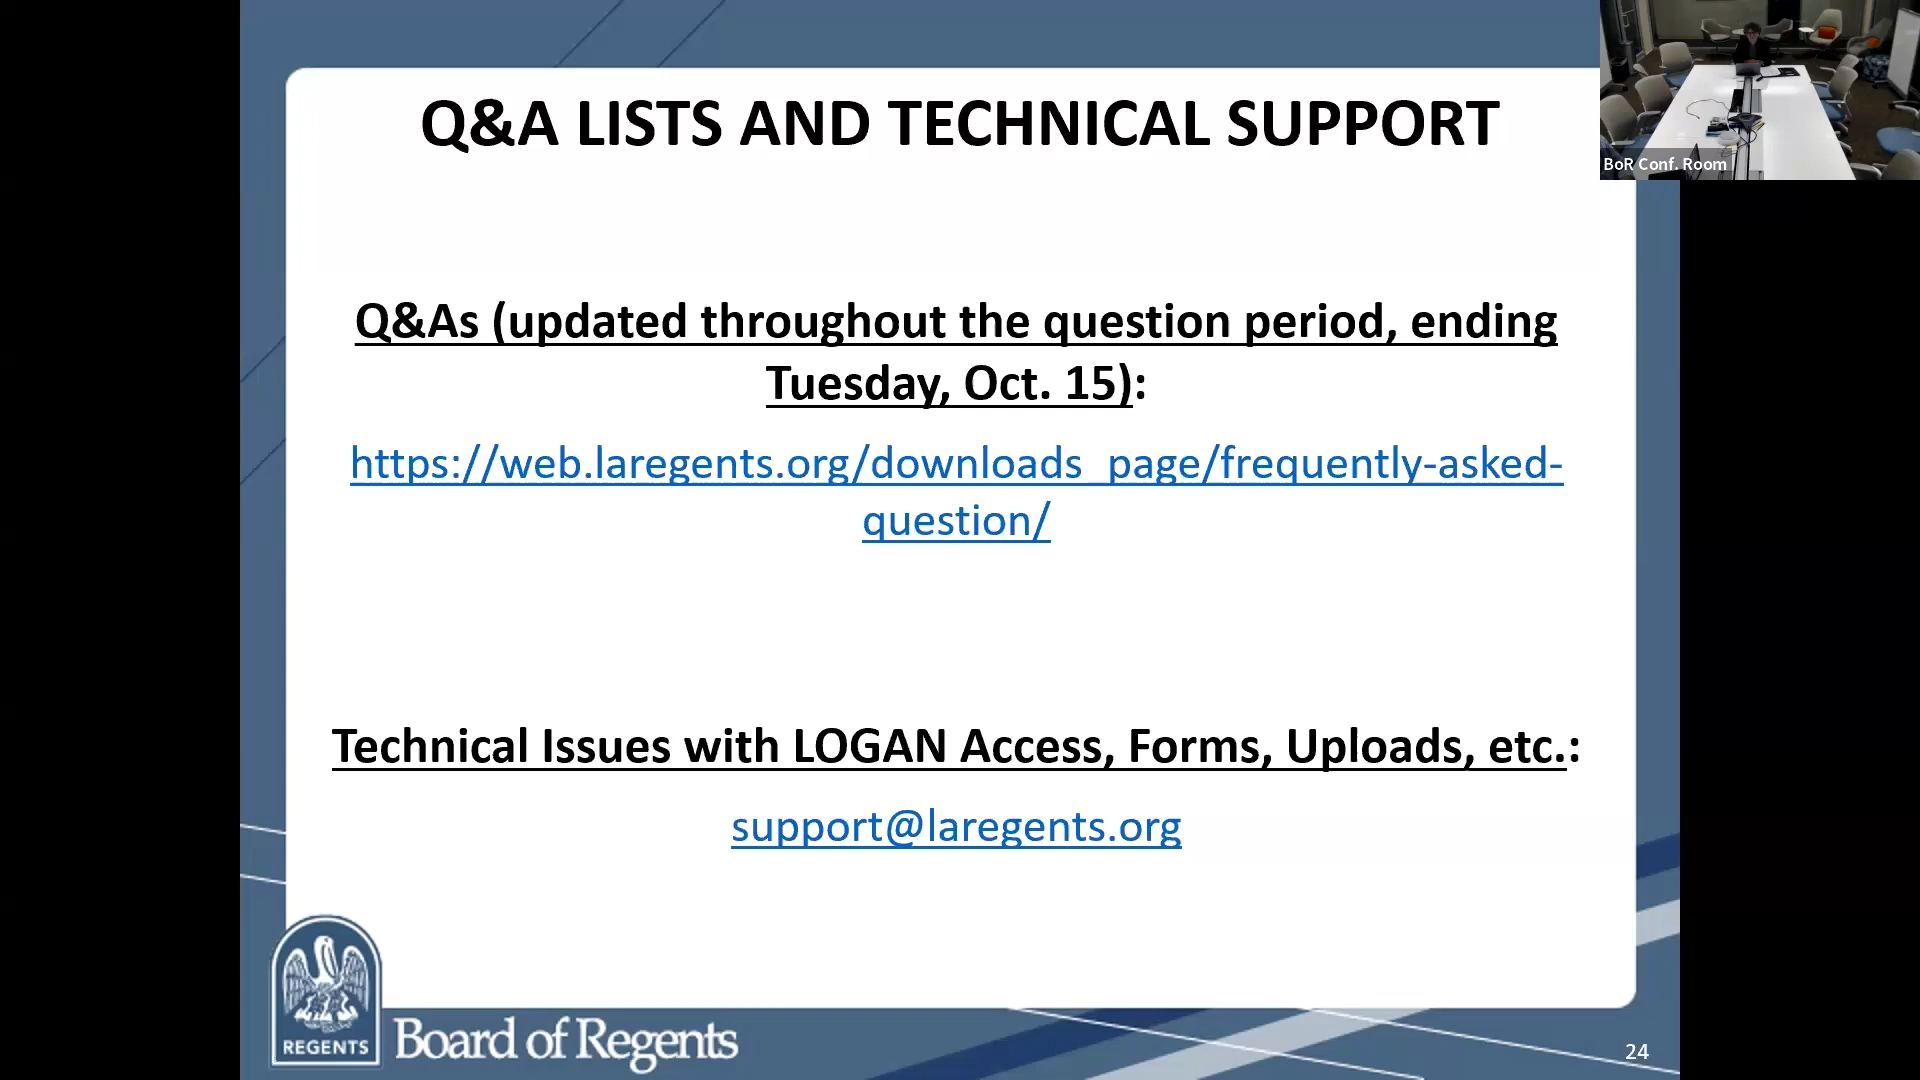 Q&A LISTS AND TECHNICAL SUPPORT
BoR Conf. Room
Q&As (updated throughout the question period, ending
Tuesday, Oct. 15):
https://web.laregents.org/downloads_page/frequently-asked-
question/
Technical Issues with LOGAN Access, Forms, Uploads, etc.:
support@laregents.org
REGENTS
Board of Regents
24